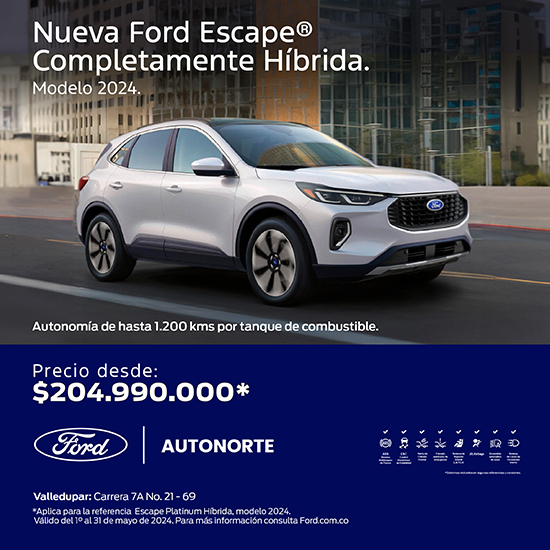 Nueva Ford Escape®
Completamente Híbrida.
Modelo 2024.
Ford
Autonomía de hasta 1.200 kms por tanque de combustible.
Precio desde:
$204.990.000*
Ford
AUTONORTE
Valledupar: Carrera 7A No. 21 - 69
*Aplica para la referencia Escape Platinum Híbrida, modelo 2024.
Válido del 1º al 31 de mayo de 2024. Para más información consulta Ford.com.co